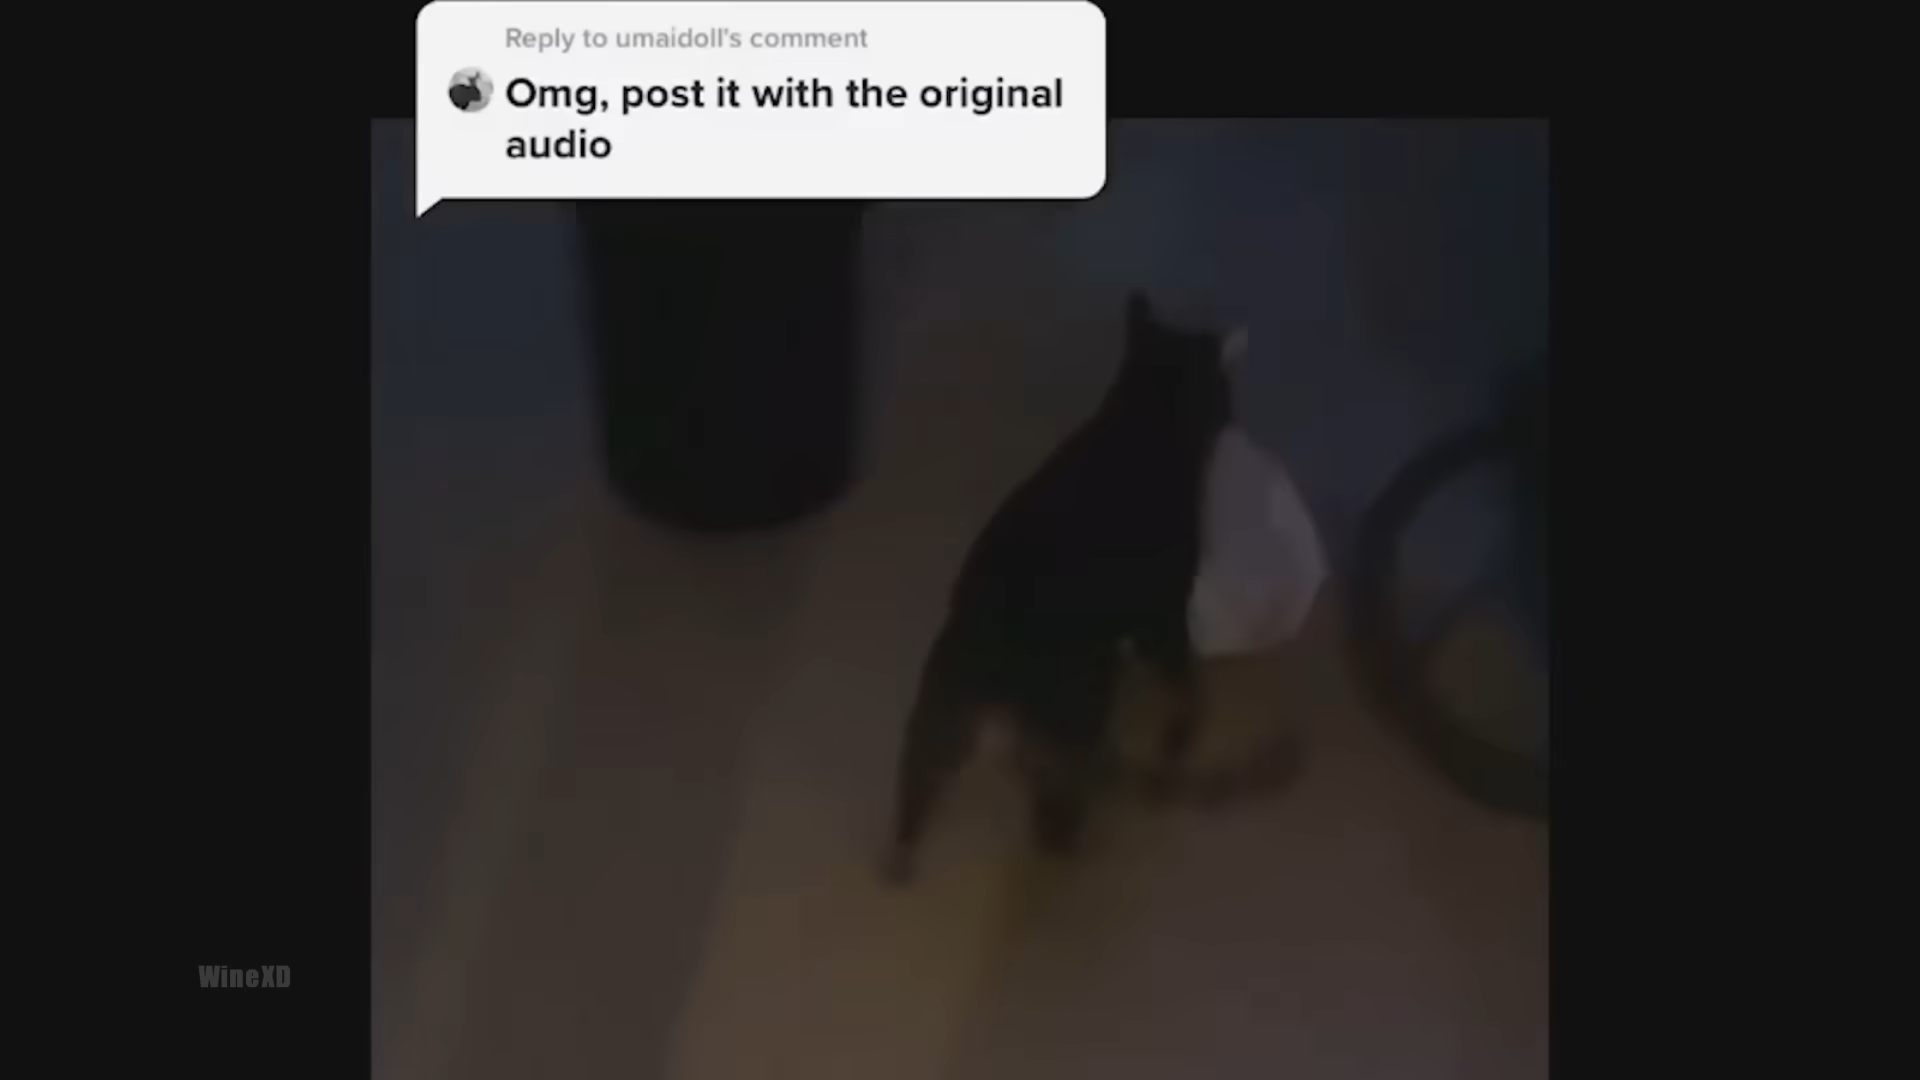 Reply to umaidoll's comment
Omg, post it with the original
audio
WineXD